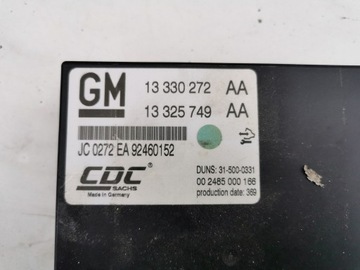 GM 13 330 272 AA
13 325 749 AA
JC 0272 EA 92460152
CDC®
SACHS
Made in Germany
DUNS: 31-500-0331
00 2485 000 166
production date: 369